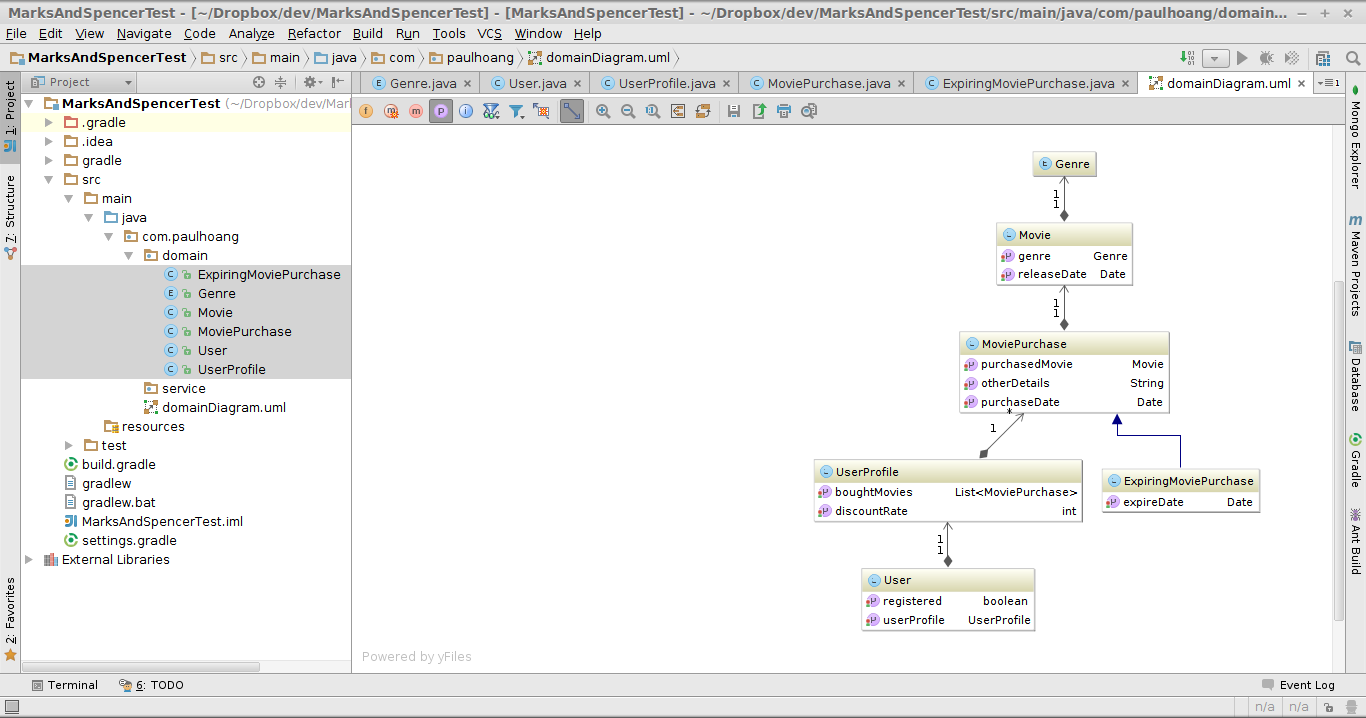 MarksAndSpencerTest - [~/Dropbox/dev/MarksAndSpencerTest] - [MarksAndSpencerTest] - ~/Dropbox/dev/MarksAndSpencerTest/src/main/java/com/paulhoang/domain...
File Edit View Navigate Code Analyze Refactor Build Run Tools VCS Window Help
MarksAndSpencerTest src main java com paulhoang domainDiagram.uml
Project
Genre.java User.java UserProfile.java MoviePurchase.java ExpiringMoviePurchase.java domainDiagram.uml
1: Project
7: Structure
2: Favorites
MarksAndSpencerTest (~/Dropbox/dev/Marl
.gradle
.idea
gradle
src
main
java
com.paulhoang
domain
ExpiringMoviePurchase
Genre
Movie
MoviePurchase
User
UserProfile
service
domainDiagram.uml
resources
test
build.gradle
gradlew
gradlew.bat
MarksAndSpencerTest.iml
settings.gradle
External Libraries
Genre
1
1
Movie
genre Genre
releaseDate Date
1
1
MoviePurchase
purchasedMovie Movie
otherDetails String
purchaseDate Date
*
1
UserProfile
boughtMovies List<MoviePurchase>
discountRate int
ExpiringMoviePurchase
expireDate Date
1
1
User
registered boolean
userProfile UserProfile
Powered by yFiles
Mongo Explorer
Maven Projects
Database
Gradle
Ant Build
Terminal 6: TODO Event Log
n/a n/a